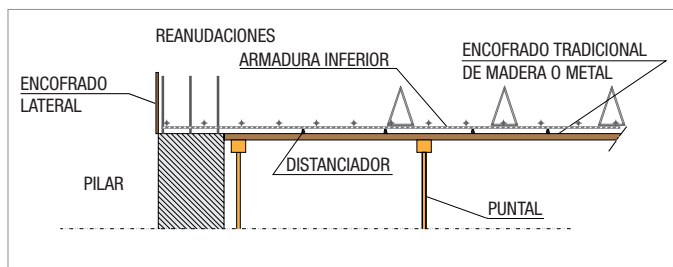 REANUDACIONES
ARMADURA INFERIOR
ENCOFRADO TRADICIONAL
DE MADERA O METAL
ENCOFRADO
LATERAL
DISTANCIADOR
PILAR
PUNTAL